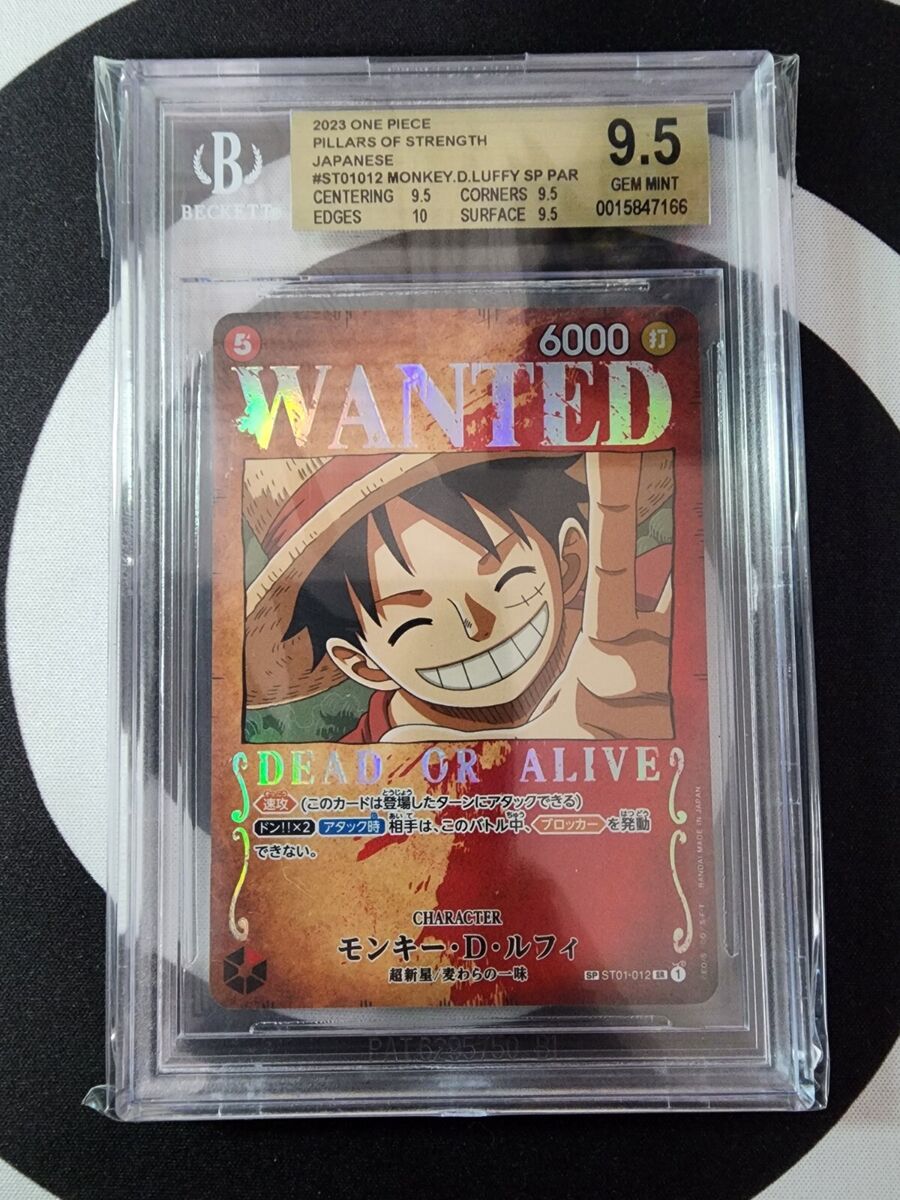 B
BECKETT
2023 ONE PIECE
PILLARS OF STRENGTH
JAPANESE
#ST01012 MONKEY.D.LUFFY SP PAR
CENTERING 9.5 CORNERS 9.5
EDGES 10 SURFACE 9.5
9.5
GEM MINT
0015847166
5
6000 打
WANTED
DEAD OR ALIVE
速攻 (このカードは登場したターンにアタックできる)
ドン!!×2 アタック時 相手は、このバトル中、ブロッカーを発動
できない。
CHARACTER
モンキー・D・ルフィ
超新星/麦わらの一味
SP ST01-012 SR 1
BANDAI MADE IN JAPAN